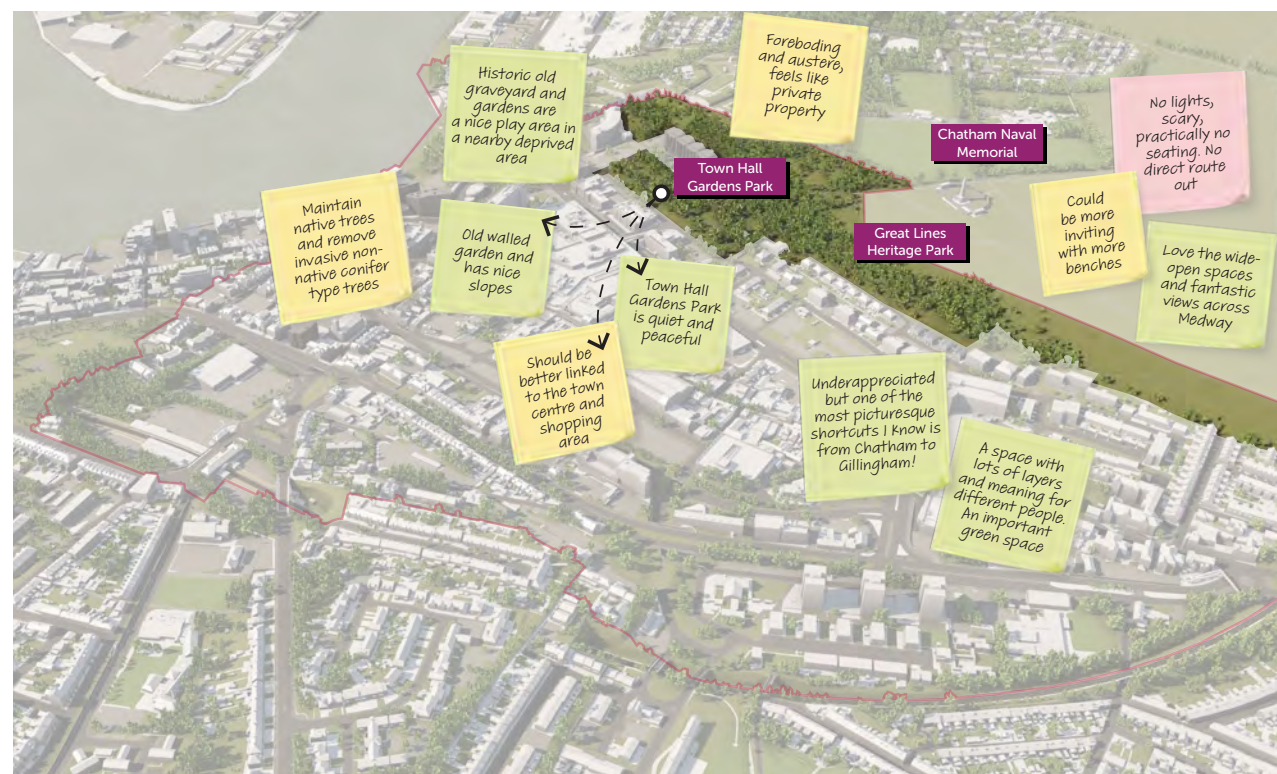 Historic old
graveyard and
gardens are
a nice play area in
a nearby deprived
area
Foreboding
and austere,
feels like
private
property
No lights,
scary,
practically no
seating. No
direct route
out
Chatham Naval
Memorial
Town Hall
Gardens Park
Maintain
native trees
and remove
invasive non-
native conifer
type trees
Old walled
garden and
has nice
slopes
Town Hall
Gardens Park
is quiet and
peaceful
Great Lines
Heritage Park
Could
be more
inviting
with more
benches
Love the wide-
open spaces
and fantastic
views across
Medway
Should be
better linked
to the town
centre and
shopping
area
Underappreciated
but one of the
most picturesque
shortcuts I know is
from Chatham to
Gillingham!
A space with
lots of layers
and meaning for
different people.
An important
green space